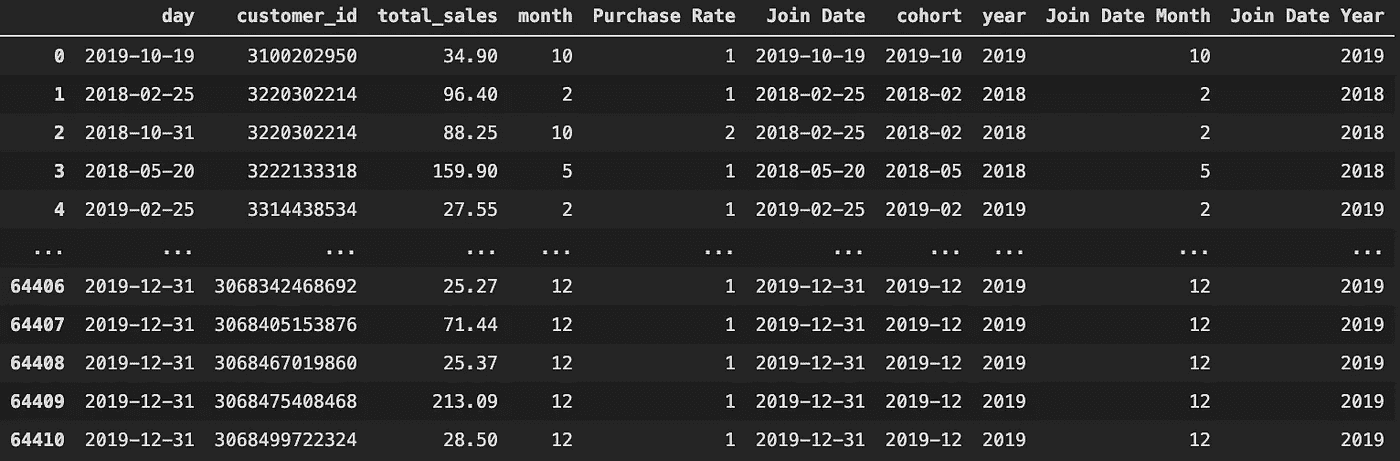 day customer_id total_sales month Purchase Rate Join Date cohort year Join Date Month Join Date Year
0 2019-10-19 3100202950 34.90 10 1 2019-10-19 2019-10 2019 10 2019
1 2018-02-25 3220302214 96.40 2 1 2018-02-25 2018-02 2018 2 2018
2 2018-10-31 3220302214 88.25 10 2 2018-02-25 2018-02 2018 2 2018
3 2018-05-20 3222133318 159.90 5 1 2018-05-20 2018-05 2018 5 2018
4 2019-02-25 3314438534 27.55 2 1 2019-02-25 2019-02 2019 2 2019
... ... ... ... ... ... ... ... ... ... ...
64406 2019-12-31 3068342468692 25.27 12 1 2019-12-31 2019-12 2019 12 2019
64407 2019-12-31 3068405153876 71.44 12 1 2019-12-31 2019-12 2019 12 2019
64408 2019-12-31 3068467019860 25.37 12 1 2019-12-31 2019-12 2019 12 2019
64409 2019-12-31 3068475408468 213.09 12 1 2019-12-31 2019-12 2019 12 2019
64410 2019-12-31 3068499722324 28.50 12 1 2019-12-31 2019-12 2019 12 2019